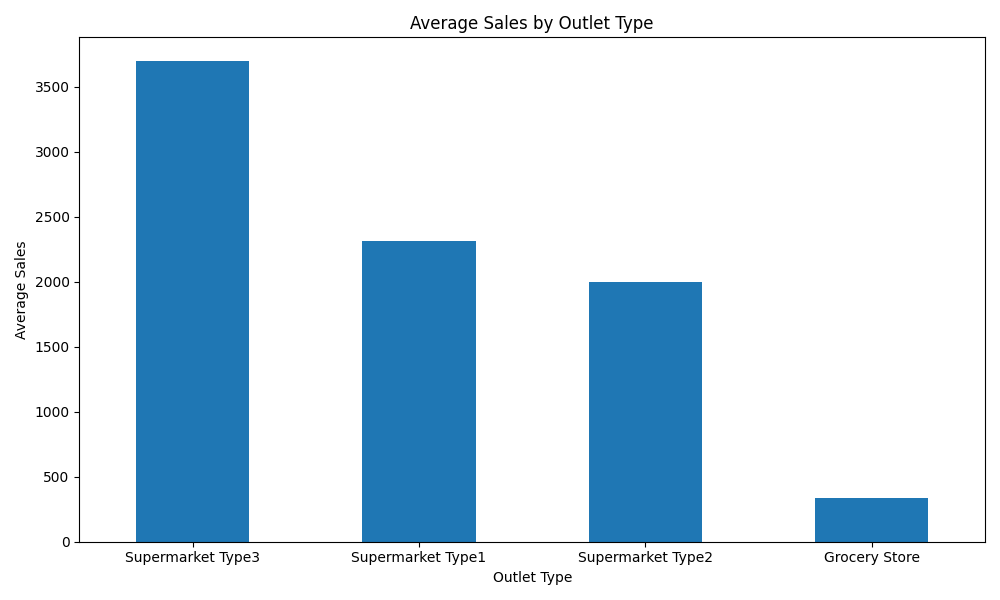 Average Sales by Outlet Type
Average Sales
3500
3000
2500
2000
1500
1000
500
0
Supermarket Type3
Supermarket Type1
Supermarket Type2
Grocery Store
Outlet Type